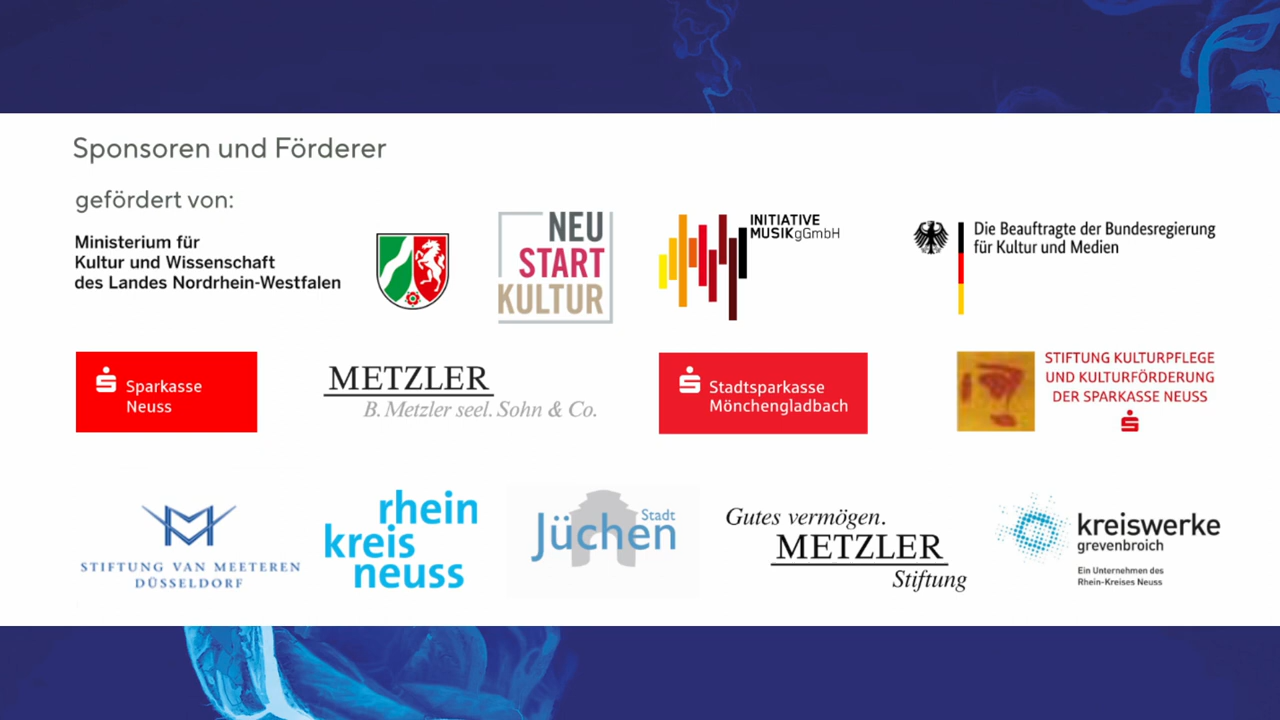 Sponsoren und Förderer
gefördert von:
Ministerium für
Kultur und Wissenschaft
des Landes Nordrhein-Westfalen
NEU
START
KULTUR
INITIATIVE
MUSIKgGmbH
Die Beauftragte der Bundesregierung
für Kultur und Medien
Sparkasse
Neuss
METZLER
B. Metzler seel. Sohn & Co.
Stadtsparkasse
Mönchengladbach
STIFTUNG KULTURPFLEGE
UND KULTURFÖRDERUNG
DER SPARKASSE NEUSS
STIFTUNG VAN MEETEREN
DÜSSELDORF
rhein
kreis
neuss
Stadt
Jüchen
Gutes vermögen.
METZLER
Stiftung
kreiswerke
grevenbroich
Ein Unternehmen des
Rhein-Kreises Neuss